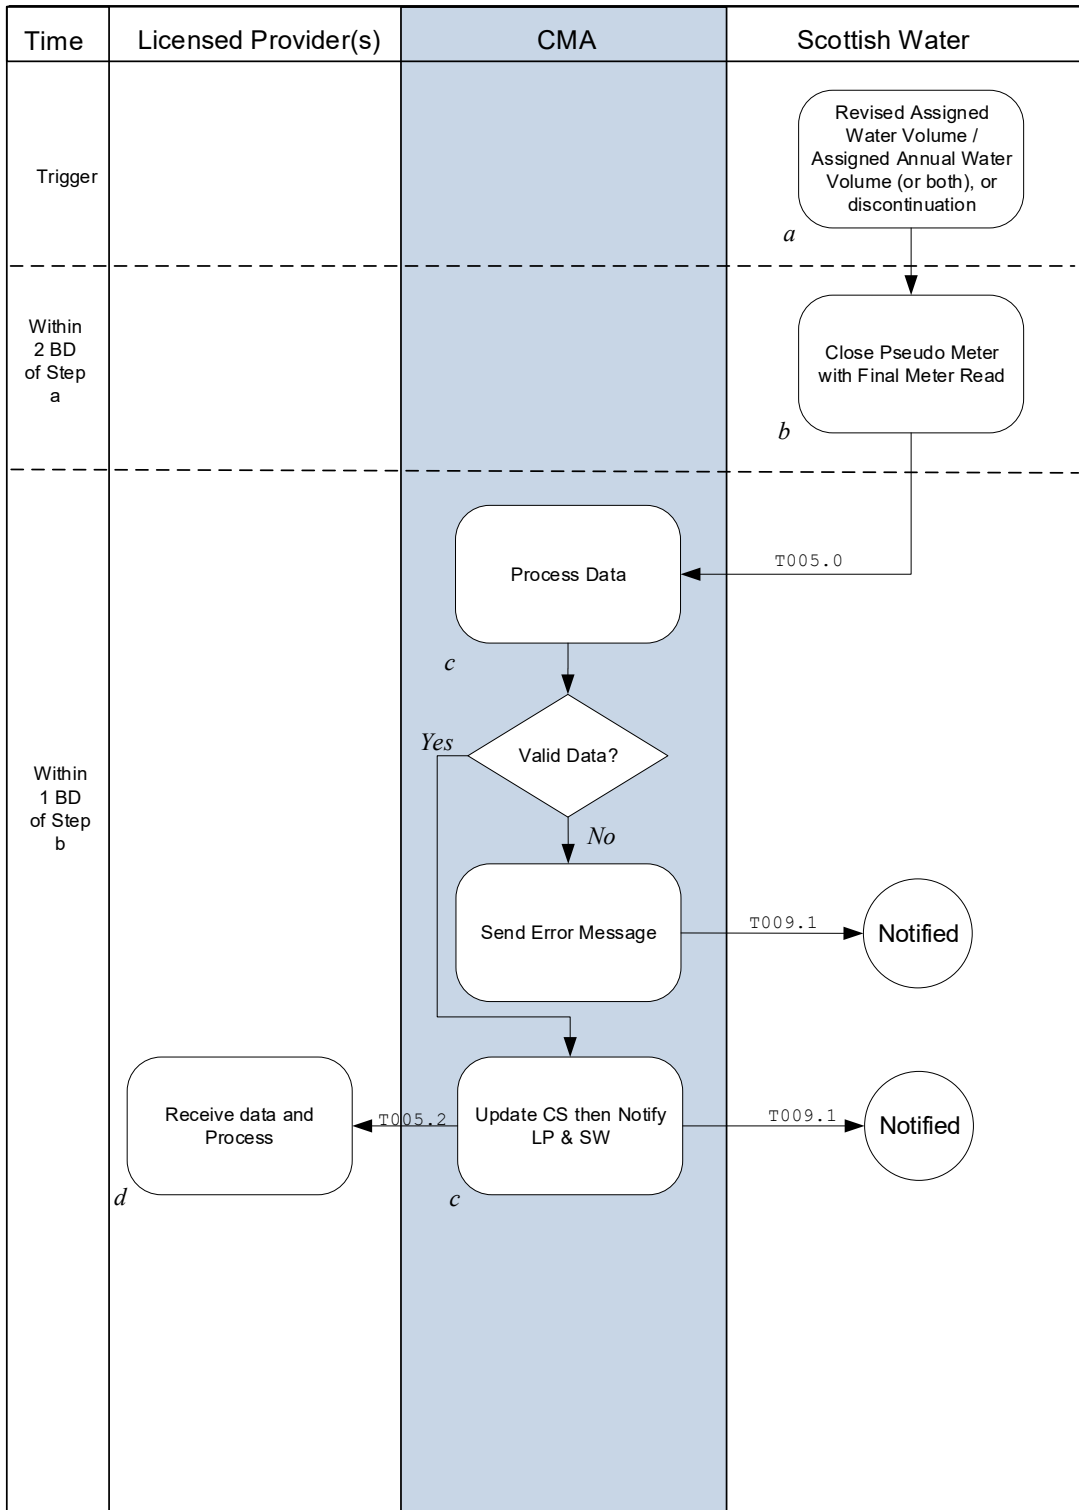 Time
Licensed Provider(s)
CMA
Scottish Water
Trigger
Revised Assigned
Water Volume /
Assigned Annual Water
Volume (or both), or
discontinuation
a
Within
2 BD
of Step
a
Close Pseudo Meter
with Final Meter Read
b
Within
1 BD
of Step
b
Process Data
T005.0
c
Valid Data?
Yes
No
Send Error Message
T009.1
Notified
Receive data and
Process
T005.2
Update CS then Notify
LP & SW
T009.1
Notified
d
c